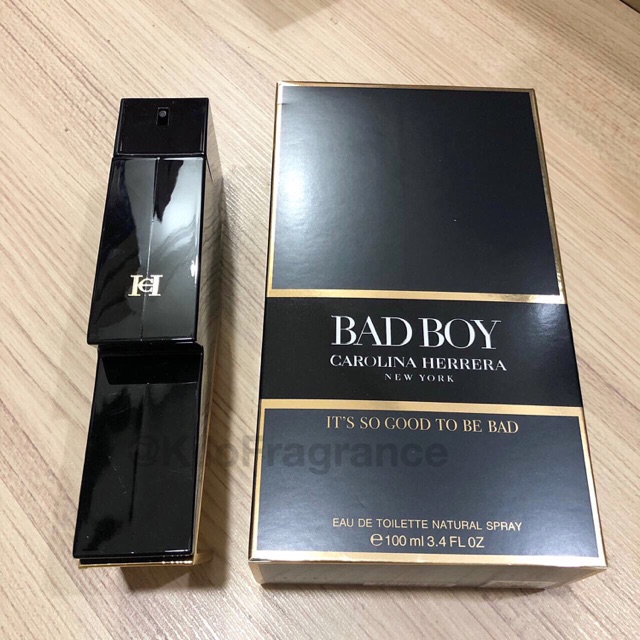 CH
BAD BOY
CAROLINA HERRERA
NEW YORK
IT'S SO GOOD TO BE BAD
EAU DE TOILETTE NATURAL SPRAY
℮ 100 ml 3.4 FL OZ